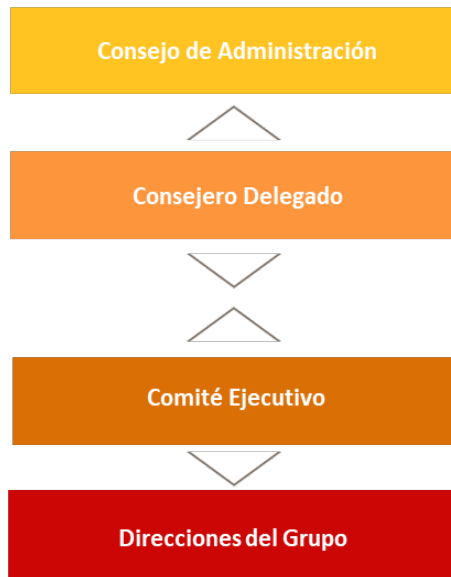 Consejo de Administración
Consejero Delegado
Comité Ejecutivo
Direcciones del Grupo